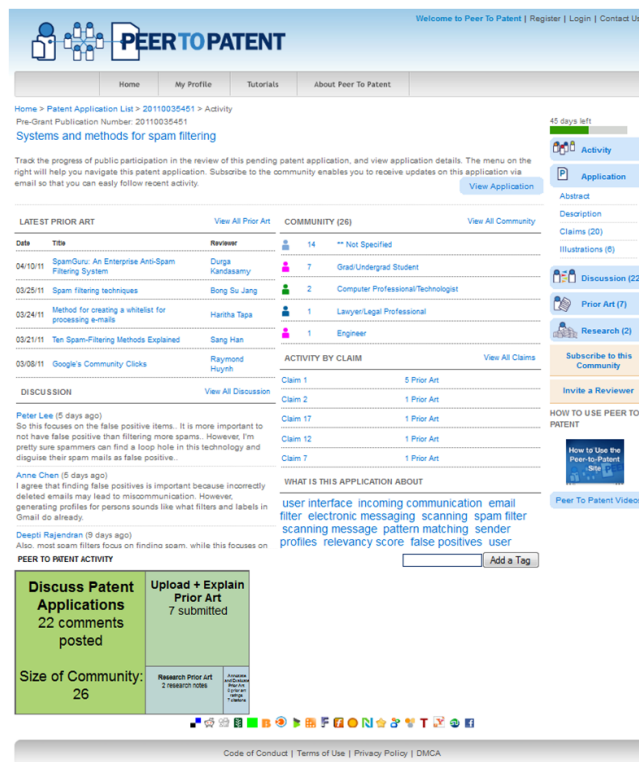 Welcome to Peer To Patent | Register | Login | Contact Us
PEERTOPATENT
Home My Profile Tutorials About Peer To Patent
Home > Patent Application List > 20110035451 > Activity
Pre-Grant Publication Number: 20110035451
Systems and methods for spam filtering
Track the progress of public participation in the review of this pending patent application, and view application details. The menu on the
right will help you navigate this patent application. Subscribe to the community enables you to receive updates on this application via
email so that you can easily follow recent activity.
View Application
LATEST PRIOR ART View All Prior Art
Date Title Reviewer
04/10/11 SpamGuru: An Enterprise Anti-Spam Filtering System Durga Kandasamy
03/25/11 Spam filtering techniques Bong Su Jang
03/24/11 Method for creating a whitelist for processing e-mails Haritha Tapa
03/21/11 Ten Spam-Filtering Methods Explained Sang Han
03/08/11 Google's Community Clicks Raymond Huynh
DISCUSSION View All Discussion
Peter Lee (5 days ago)
So this focuses on the false positive items.. It is more important to
not have false positive than filtering more spams.. However, I'm
pretty sure spammers can find a loop hole in this technology and
disguise their spam mails as false positive..
Anne Chen (5 days ago)
I agree that finding false positives is important because incorrectly
deleted emails may lead to miscommunication. However,
generating profiles for persons sounds like what filters and labels in
Gmail do already.
Deepti Rajendran (9 days ago)
Also, most spam filters focus on finding spam, while this focuses on
COMMUNITY (26) View All Community
14 ** Not Specified
7 Grad/Undergrad Student
2 Computer Professional/Technologist
1 Lawyer/Legal Professional
1 Engineer
ACTIVITY BY CLAIM View All Claims
Claim 1 5 Prior Art
Claim 2 1 Prior Art
Claim 17 1 Prior Art
Claim 12 1 Prior Art
Claim 7 1 Prior Art
WHAT IS THIS APPLICATION ABOUT
user interface incoming communication email
filter electronic messaging scanning spam filter
scanning message pattern matching sender
profiles relevancy score false positives user
Add a Tag
45 days left
Activity
Application
Abstract
Description
Claims (20)
Illustrations (6)
Discussion (22
Prior Art (7)
Research (2)
Subscribe to this
Community
Invite a Reviewer
HOW TO USE PEER TO
PATENT
How to Use the
Peer-to-Patent
Site
Peer To Patent Videos
PEER TO PATENT ACTIVITY
Discuss Patent
Applications
22 comments
posted
Size of Community:
26
Upload + Explain
Prior Art
7 submitted
Research Prior Art
2 research notes
Annotate
and Evaluate
Prior Art
Code of Conduct | Terms of Use | Privacy Policy | DMCA